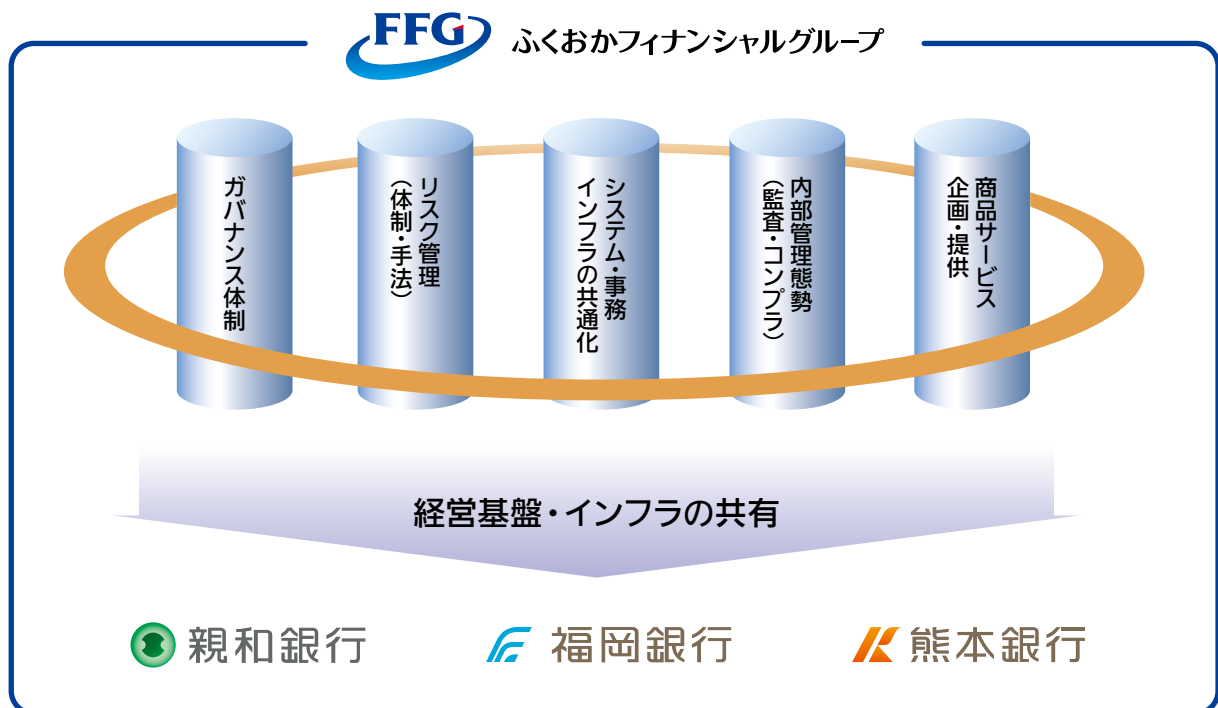 FFG ふくおかフィナンシャルグループ
ガバナンス体制
リスク管理
（体制・手法）
システム・事務
インフラの共通化
内部管理態勢
（監査・コンプラ）
商品サービス
企画・提供
経営基盤・インフラの共有
親和銀行
福岡銀行
熊本銀行